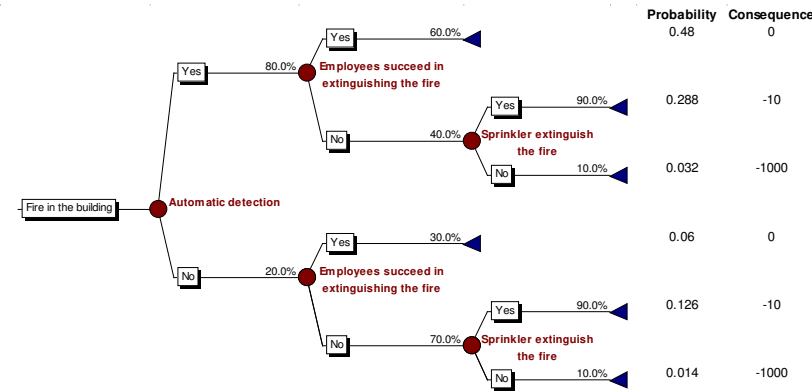 Probability Consequence
Yes 60.0% 0.48 0
Yes 80.0% Employees succeed in
extinguishing the fire
Yes 90.0% 0.288 -10
No 40.0% Sprinkler extinguish
the fire
No 10.0% 0.032 -1000
Fire in the building Automatic detection
Yes 30.0% 0.06 0
No 20.0% Employees succeed in
extinguishing the fire
Yes 90.0% 0.126 -10
No 70.0% Sprinkler extinguish
the fire
No 10.0% 0.014 -1000